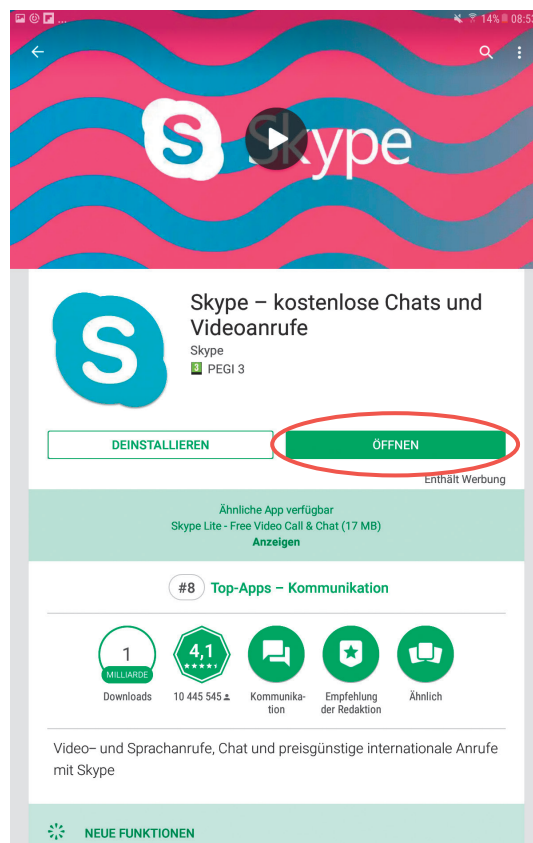 ... 14% 08:53
S Skype
S
Skype – kostenlose Chats und
Videoanrufe
Skype
3 PEGI 3
DEINSTALLIEREN ÖFFNEN
Enthält Werbung
Ähnliche App verfügbar
Skype Lite - Free Video Call & Chat (17 MB)
Anzeigen
#8 Top-Apps – Kommunikation
1
MILLIARDE
4,1
Downloads 10 445 545 Kommunika-
tion
Empfehlung
der Redaktion
Ähnlich
Video– und Sprachanrufe, Chat und preisgünstige internationale Anrufe
mit Skype
NEUE FUNKTIONEN